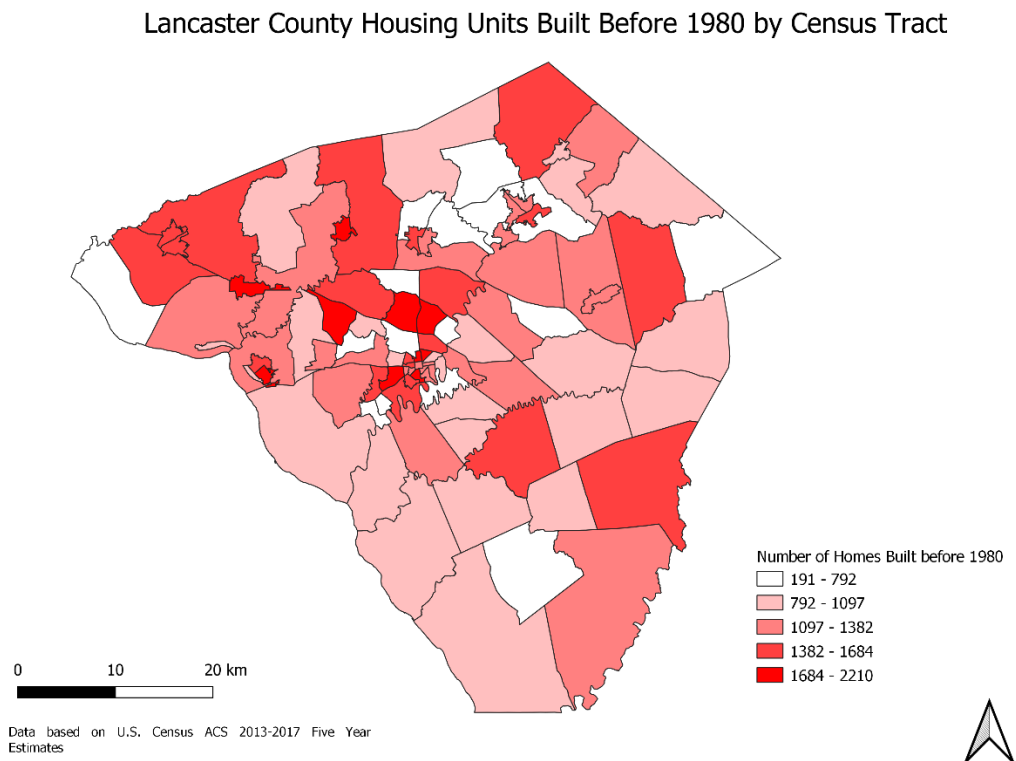 Lancaster County Housing Units Built Before 1980 by Census Tract
Number of Homes Built before 1980
191 - 792
792 - 1097
1097 - 1382
1382 - 1684
1684 - 2210
0 10 20 km
Data based on U.S. Census ACS 2013-2017 Five Year
Estimates